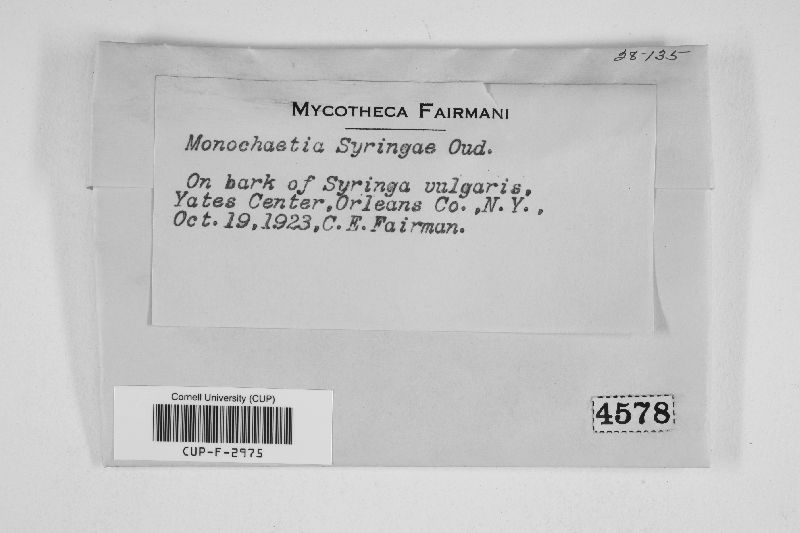 38-135
MYCOTHECA FAIRMANI
Monochaetia Syringae Oud.
On bark of Syringa vulgaris,
Yates Center,Orleans Co.,N.Y.,
Oct.19,1923,C.E.Fairman.
Cornell University (CUP)
CUP-F-2975
4578